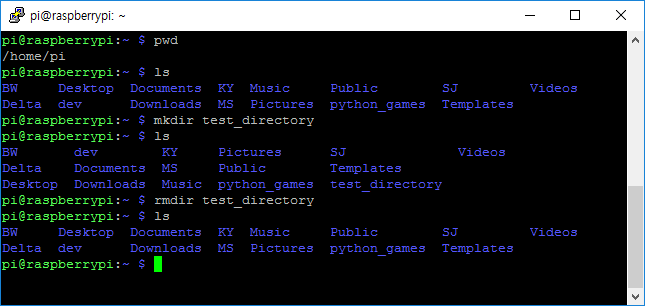 pi@raspberrypi: ~
pi@raspberrypi:~ $ pwd
/home/pi
pi@raspberrypi:~ $ ls
BW Desktop Documents KY Music Public SJ Videos
Delta dev Downloads MS Pictures python_games Templates
pi@raspberrypi:~ $ mkdir test_directory
pi@raspberrypi:~ $ ls
BW dev KY Pictures SJ Videos
Delta Documents MS Public Templates
Desktop Downloads Music python_games test_directory
pi@raspberrypi:~ $ rmdir test_directory
pi@raspberrypi:~ $ ls
BW Desktop Documents KY Music Public SJ Videos
Delta dev Downloads MS Pictures python_games Templates
pi@raspberrypi:~ $